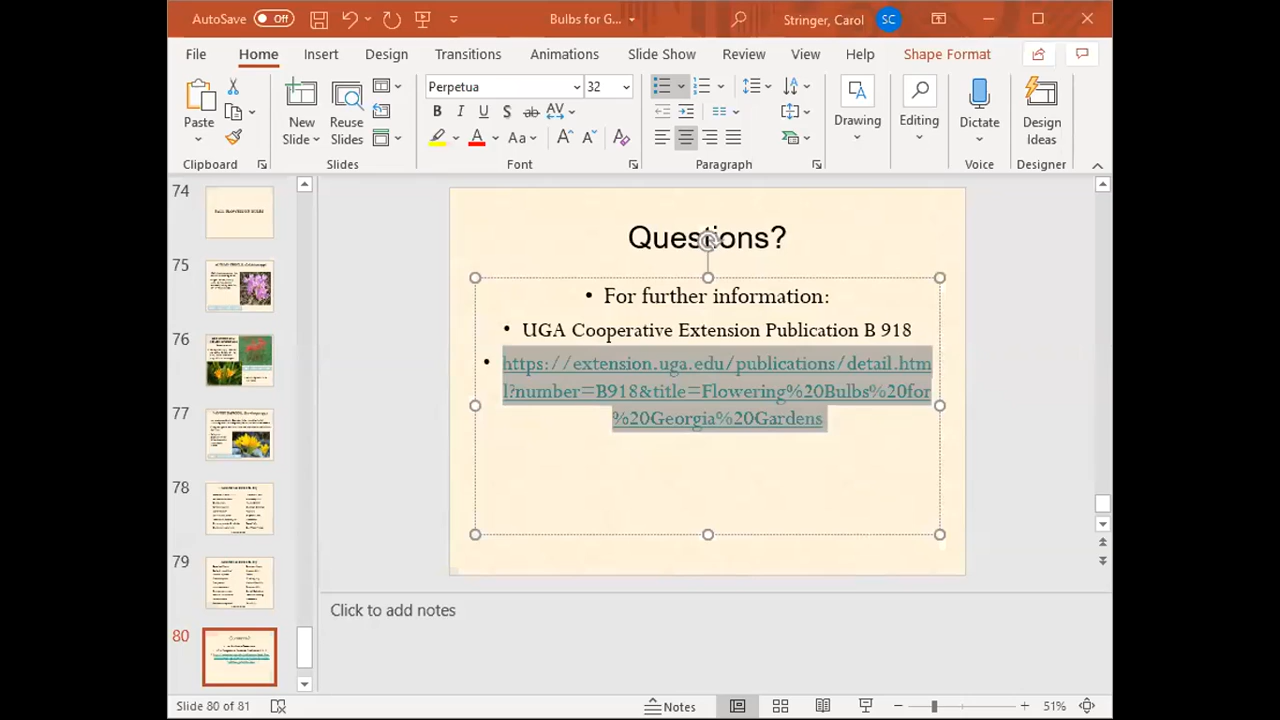 AutoSave Off Bulbs for G... Stringer, Carol SC
File Home Insert Design Transitions Animations Slide Show Review View Help Shape Format
Perpetua 32
Paste New Slides Reuse Slides Drawing Editing Dictate Design Ideas
Clipboard Slides Font Paragraph Voice Designer
74
75
76
77
78
79
80
Questions?
• For further information:
• UGA Cooperative Extension Publication B 918
• https://extension.uga.edu/publications/detail.htm
l?number=B918&title=Flowering%20Bulbs%20for
%20Georgia%20Gardens
Click to add notes
Slide 80 of 81 Notes 51%